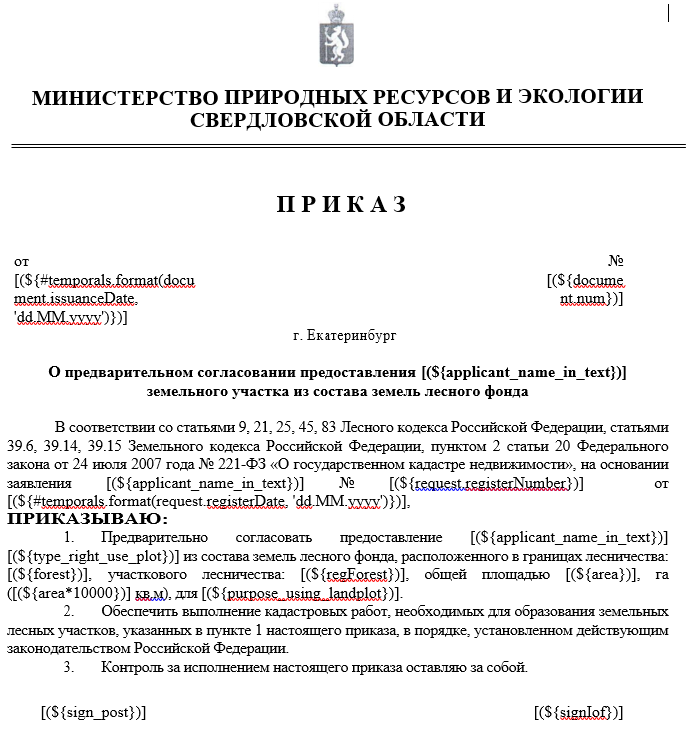 МИНИСТЕРСТВО ПРИРОДНЫХ РЕСУРСОВ И ЭКОЛОГИИ
СВЕРДЛОВСКОЙ ОБЛАСТИ
П Р И К А З
от №
[(${#temporals.format(docu [(${docume
ment.issuanceDate, nt.num})]
'dd.MM.yyyy')})]
г. Екатеринбург
О предварительном согласовании предоставления [(${applicant_name_in_text})]
земельного участка из состава земель лесного фонда
В соответствии со статьями 9, 21, 25, 45, 83 Лесного кодекса Российской Федерации, статьями
39.6, 39.14, 39.15 Земельного кодекса Российской Федерации, пунктом 2 статьи 20 Федерального
закона от 24 июля 2007 года № 221-ФЗ «О государственном кадастре недвижимости», на основании
заявления [(${applicant_name_in_text})] № [(${request.registerNumber})] от
[(${#temporals.format(request.registerDate, 'dd.MM.yyyy')})],
ПРИКАЗЫВАЮ:
1. Предварительно согласовать предоставление [(${applicant_name_in_text})]
[(${type_right_use_plot})] из состава земель лесного фонда, расположенного в границах лесничества:
[(${forest})], участкового лесничества: [(${regForest})], общей площадью [(${area})], га
([(${area*10000})] кв.м), для [(${purpose_using_landplot})].
2. Обеспечить выполнение кадастровых работ, необходимых для образования земельных
лесных участков, указанных в пункте 1 настоящего приказа, в порядке, установленном действующим
законодательством Российской Федерации.
3. Контроль за исполнением настоящего приказа оставляю за собой.
[(${sign_post})] [(${signIof})]